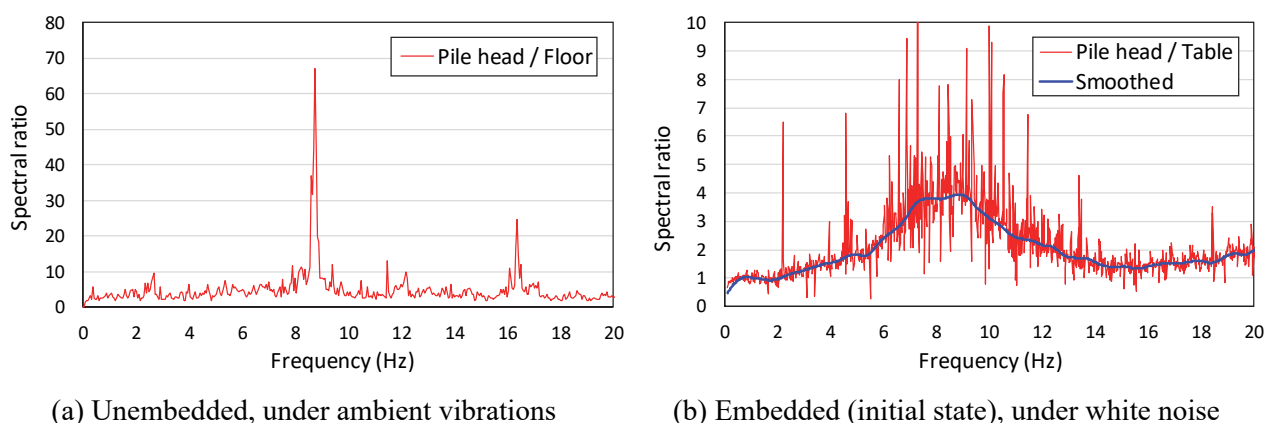 80
70
60
50
40
30
20
10
0
Spectral ratio
Pile head / Floor
0 2 4 6 8 10 12 14 16 18 20
Frequency (Hz)
(a) Unembedded, under ambient vibrations
10
9
8
7
6
5
4
3
2
1
0
Spectral ratio
Pile head / Table
Smoothed
0 2 4 6 8 10 12 14 16 18 20
Frequency (Hz)
(b) Embedded (initial state), under white noise